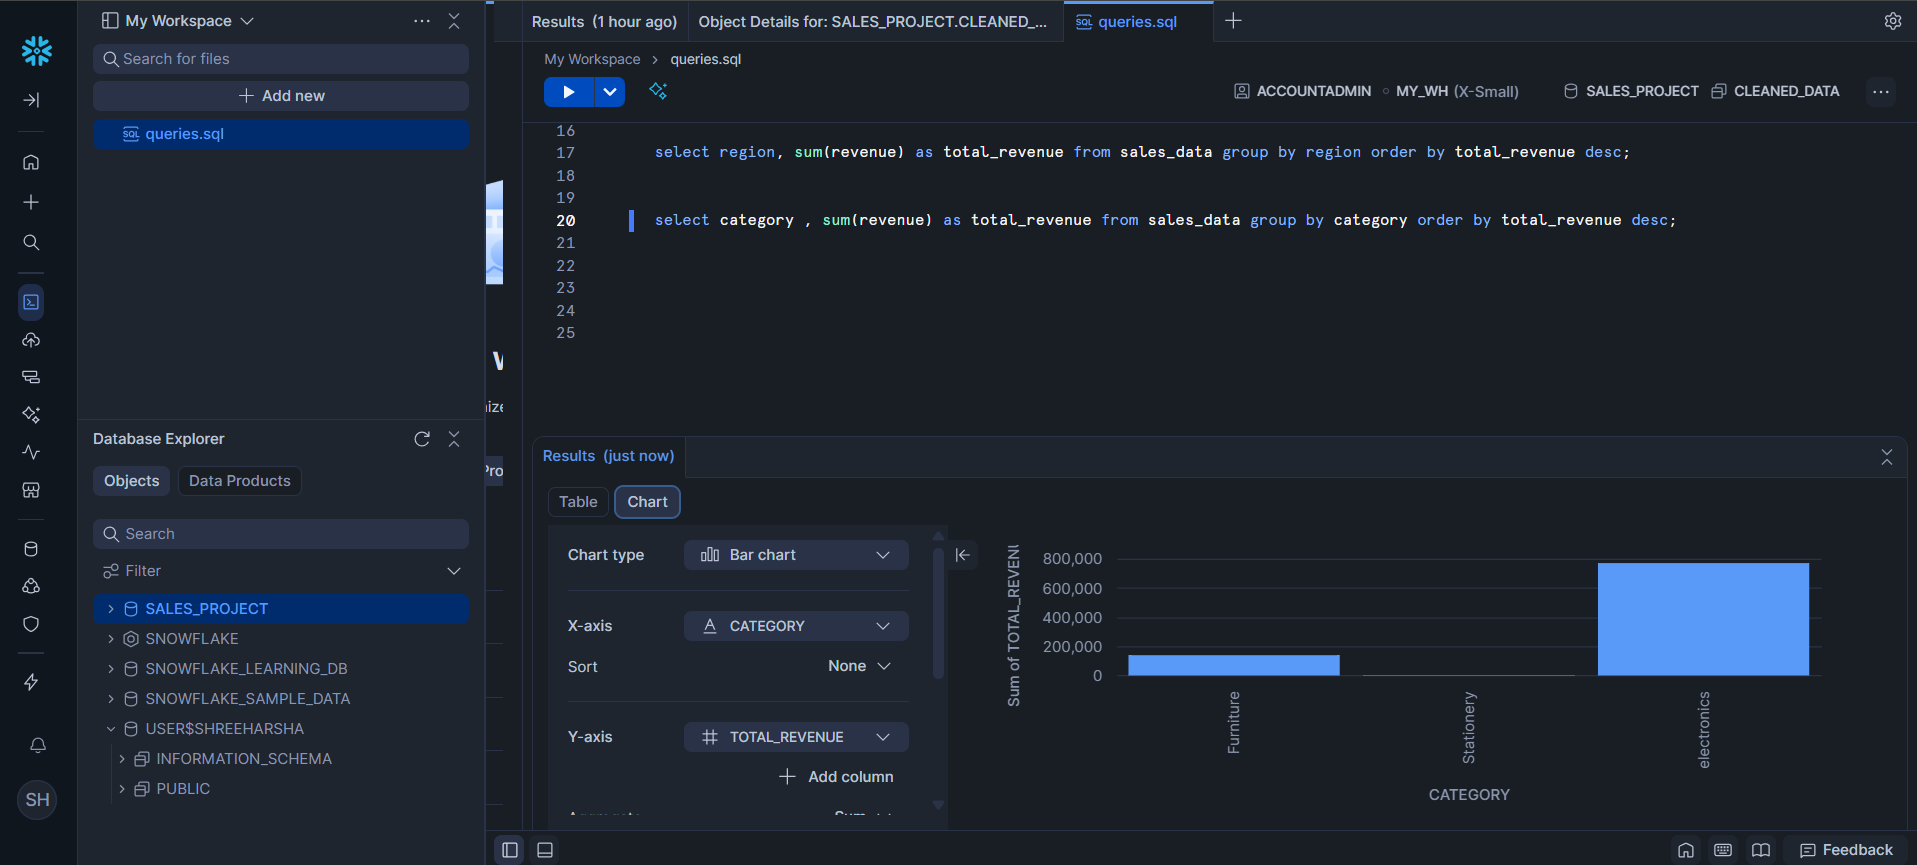 My Workspace
Search for files
Add new
SQL queries.sql
Database Explorer
Objects Data Products
Search
Filter
SALES_PROJECT
SNOWFLAKE
SNOWFLAKE_LEARNING_DB
SNOWFLAKE_SAMPLE_DATA
USER$SHREEHARSHA
INFORMATION_SCHEMA
PUBLIC
SH
Results (1 hour ago) Object Details for: SALES_PROJECT.CLEANED_... SQL queries.sql
My Workspace > queries.sql
ACCOUNTADMIN MY_WH (X-Small) SALES_PROJECT CLEANED_DATA
16
17 select region, sum(revenue) as total_revenue from sales_data group by region order by total_revenue desc;
18
19
20 select category , sum(revenue) as total_revenue from sales_data group by category order by total_revenue desc;
21
22
23
24
25
Results (just now)
Table Chart
Chart type Bar chart
X-axis CATEGORY
Sort None
Y-axis TOTAL_REVENUE
Add column
Sum of TOTAL_REVENU
800,000
600,000
400,000
200,000
0
Furniture
Stationery
electronics
CATEGORY
Feedback